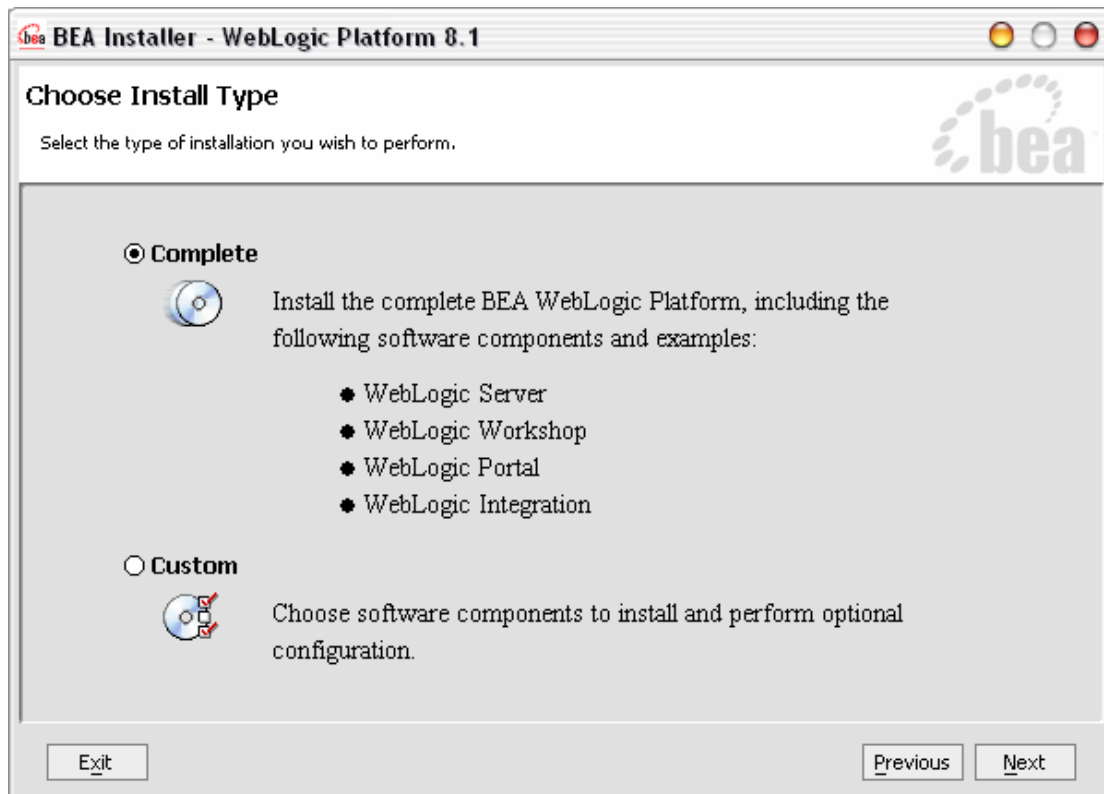 bea BEA Installer - WebLogic Platform 8.1
Choose Install Type
Select the type of installation you wish to perform.
bea
Complete
Install the complete BEA WebLogic Platform, including the
following software components and examples:
● WebLogic Server
● WebLogic Workshop
● WebLogic Portal
● WebLogic Integration
Custom
Choose software components to install and perform optional
configuration.
Exit
Previous
Next